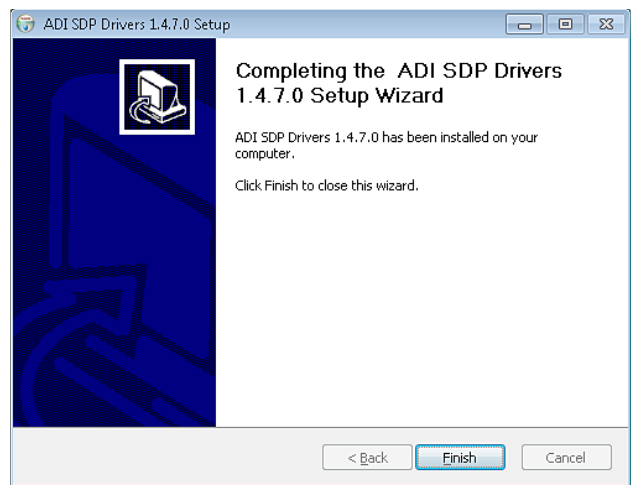 ADI SDP Drivers 1.4.7.0 Setup
Completing the ADI SDP Drivers
1.4.7.0 Setup Wizard
ADI SDP Drivers 1.4.7.0 has been installed on your
computer.
Click Finish to close this wizard.
< Back
Finish
Cancel